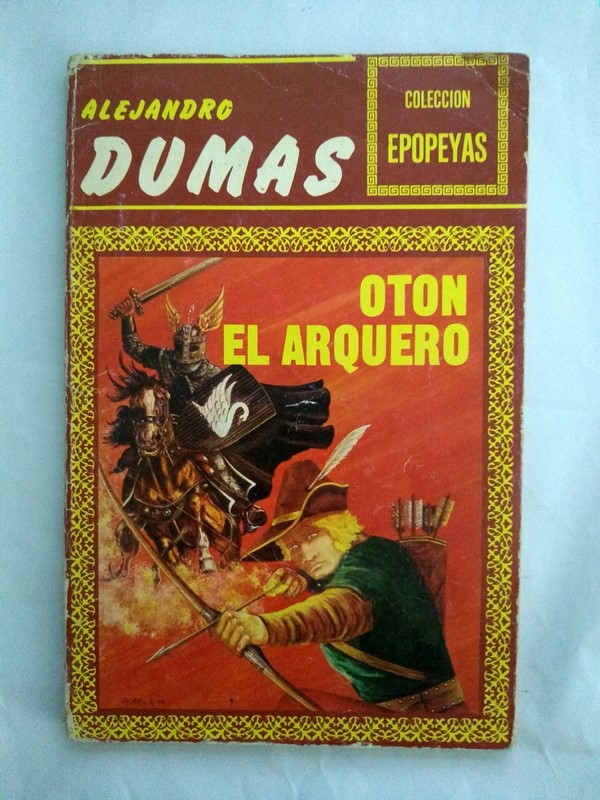 ALEJANDRO
DUMAS
COLECCION
EPOPEYAS
OTON
EL ARQUERO